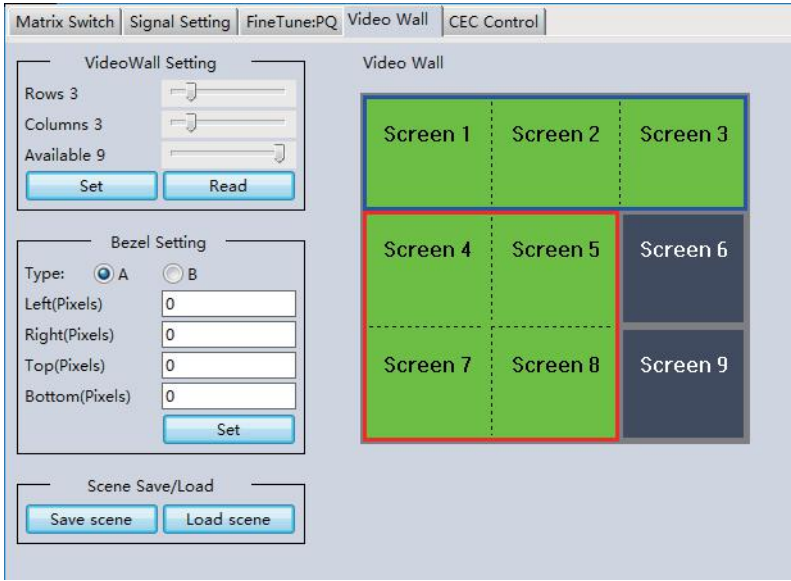 Matrix Switch Signal Setting FineTune:PQ Video Wall CEC Control
VideoWall Setting
Rows 3
Columns 3
Available 9
Set Read
Bezel Setting
Type: A B
Left(Pixels) 0
Right(Pixels) 0
Top(Pixels) 0
Bottom(Pixels) 0
Set
Scene Save/Load
Save scene Load scene
Video Wall
Screen 1 Screen 2 Screen 3
Screen 4 Screen 5 Screen 6
Screen 7 Screen 8 Screen 9